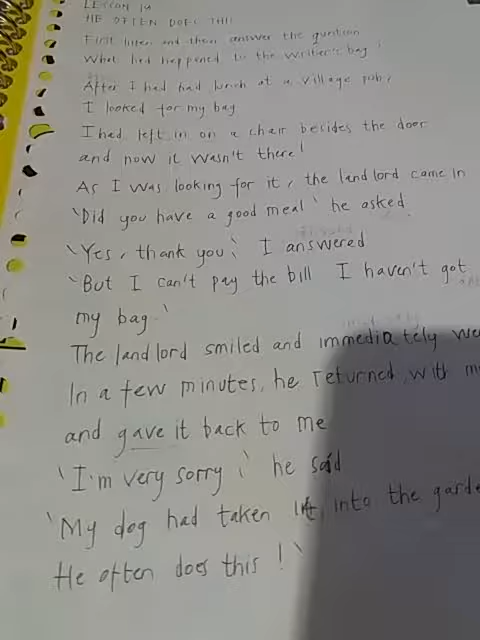 LESSON 14
HE OFTEN DOES THIS
First listen and then answer the question
What had happened to the writer's bag?
After I had had lunch at a village pub,
I looked for my bag
I had left in on a chair besides the door
and now it wasn't there!
As I was looking for it, the landlord came in
'Did you have a good meal' he asked
'Yes, thank you' I answered
'But I can't pay the bill I haven't got
my bag'
The landlord smiled and immediately
In a few minutes, he returned with
and gave it back to me
'I'm very sorry,' he said
'My dog had taken it, into the
He often does this!'